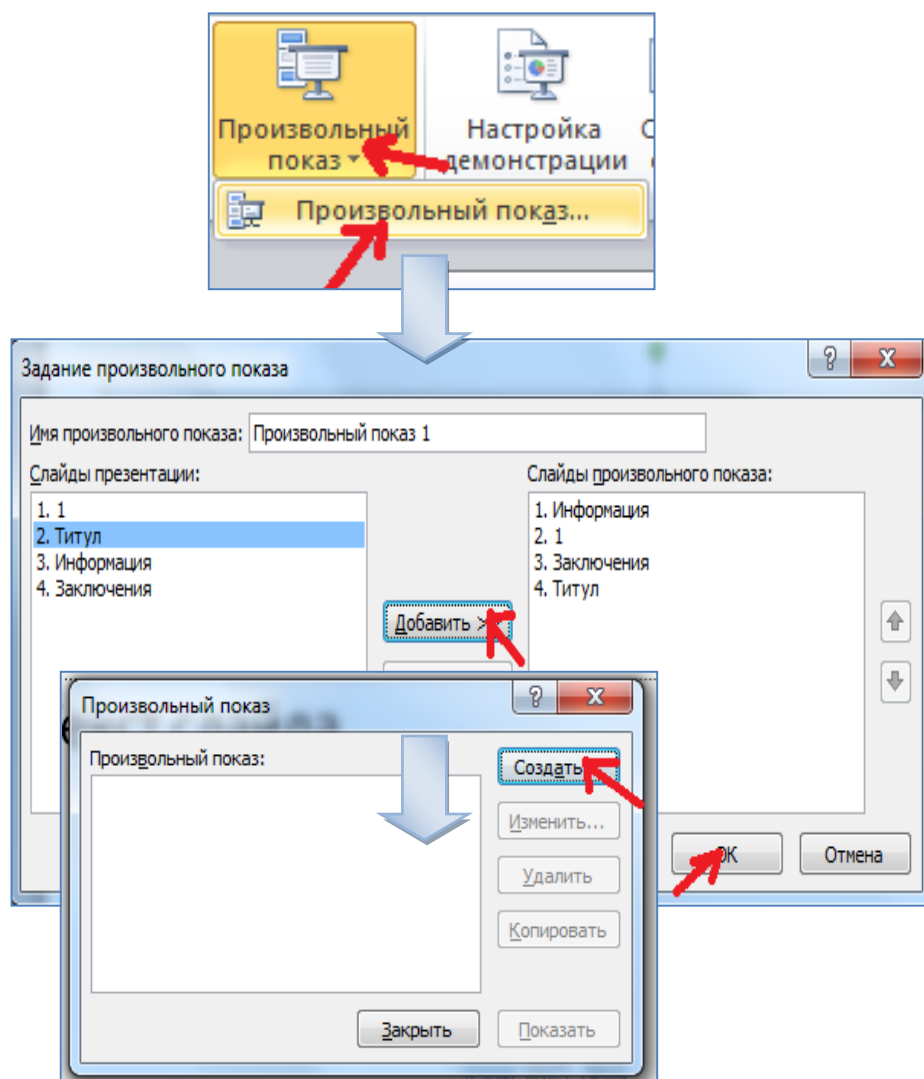 Произвольный
показ
Настройка
демонстрации
Произвольный показ...
Задание произвольного показа
Имя произвольного показа: Произвольный показ 1
Слайды презентации:
Слайды произвольного показа:
1. 1
2. Титул
3. Информация
4. Заключения
1. Информация
2. 1
3. Заключения
4. Титул
Добавить >
Произвольный показ
Произвольный показ:
Создать
Изменить...
Удалить
Копировать
Закрыть
Показать
ОК
Отмена